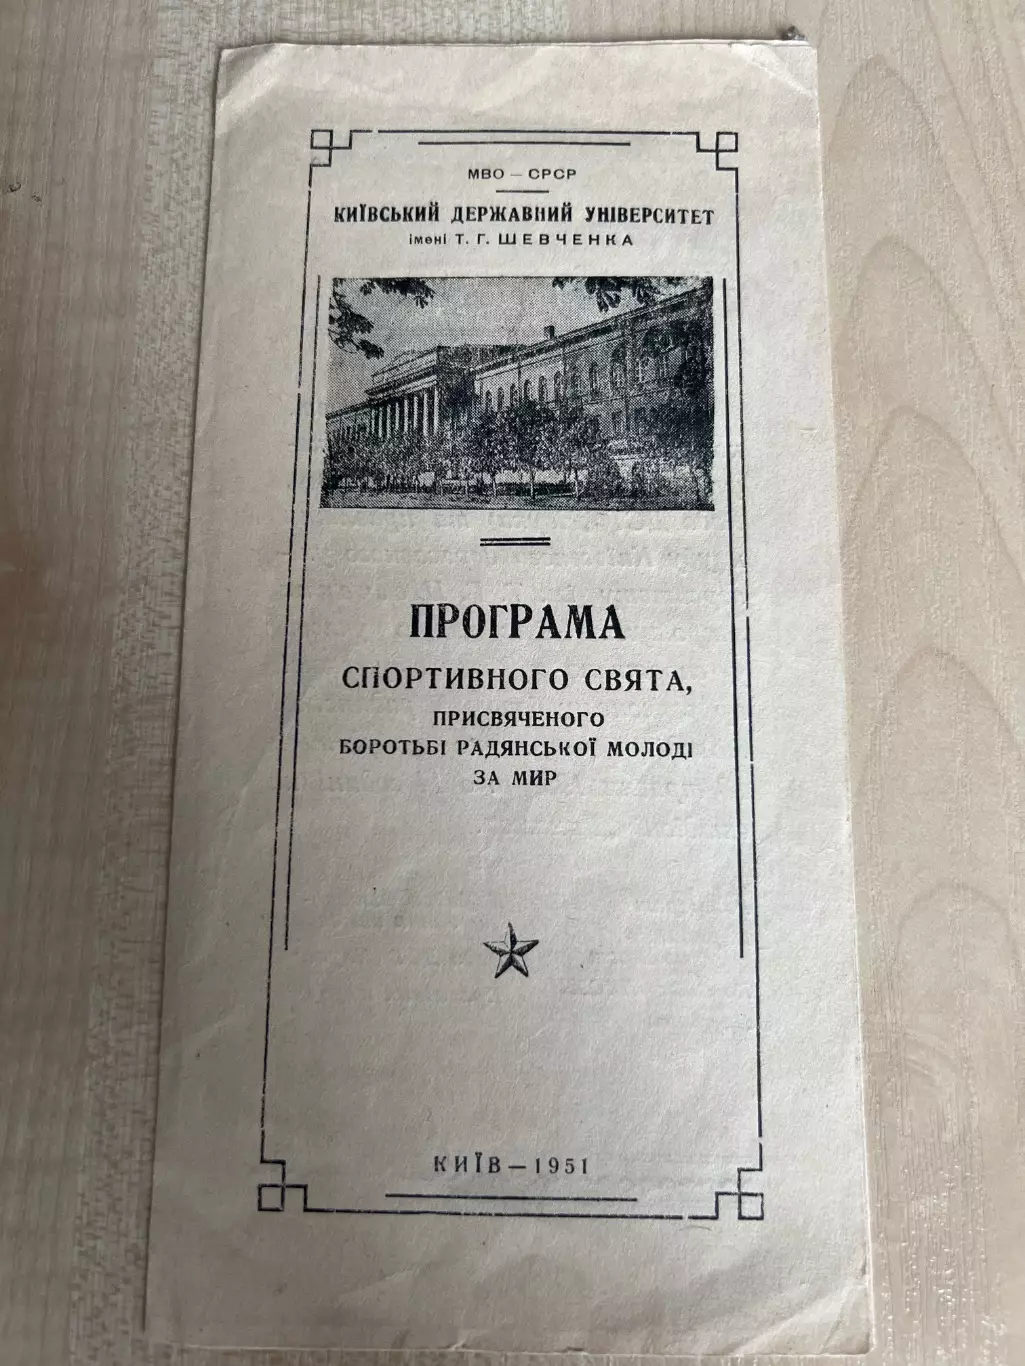 МВО — СРСР
КИЇВСЬКИЙ ДЕРЖАВНИЙ УНІВЕРСИТЕТ
імені Т. Г. ШЕВЧЕНКА
ПРОГРАМА
СПОРТИВНОГО СВЯТА,
ПРИСВЯЧЕНОГО
БОРОТЬБІ РАДЯНСЬКОЇ МОЛОДІ
ЗА МИР
КИЇВ — 1951